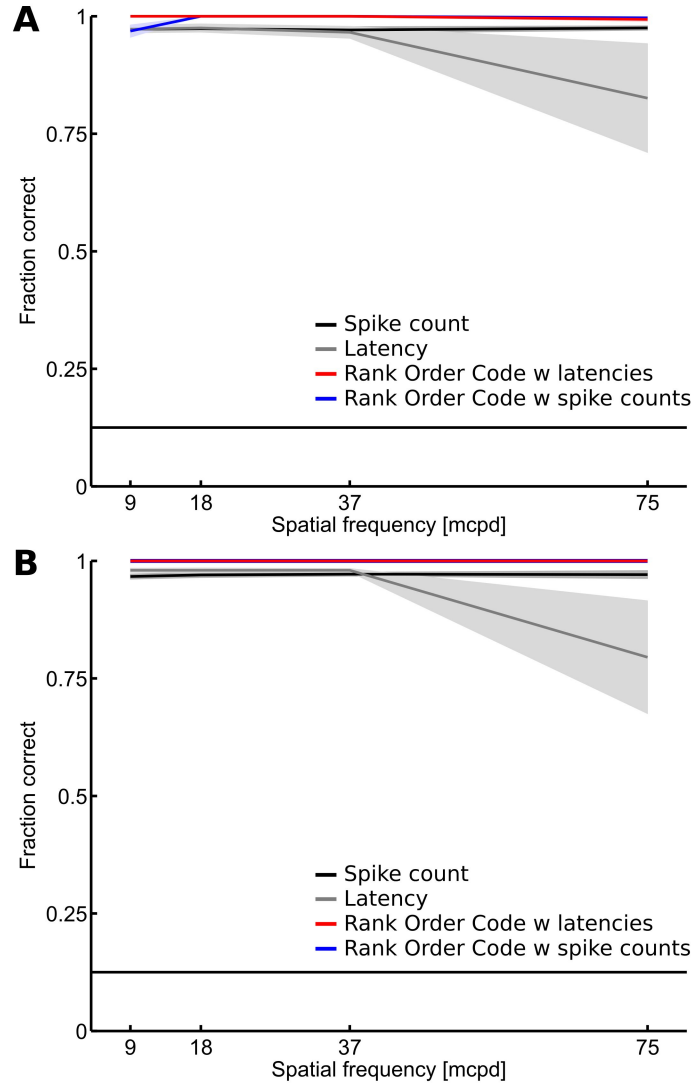 A
1
0.75
0.5
0.25
0
Fraction correct
Spike count
Latency
Rank Order Code w latencies
Rank Order Code w spike counts
9 18 37 75
Spatial frequency [mcpd]
B
1
0.75
0.5
0.25
0
Fraction correct
Spike count
Latency
Rank Order Code w latencies
Rank Order Code w spike counts
9 18 37 75
Spatial frequency [mcpd]